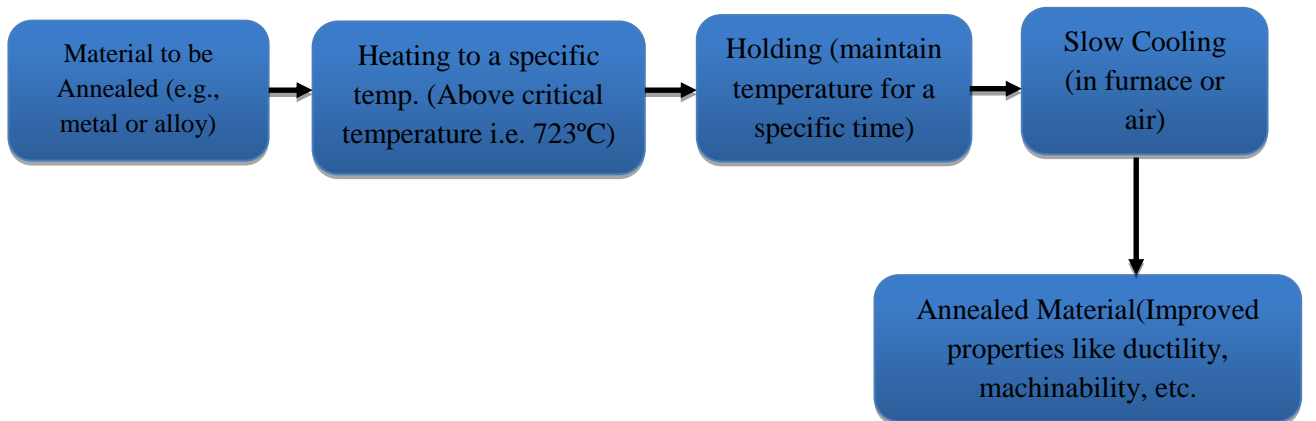 Material to be
Annealed (e.g.,
metal or alloy)
Heating to a specific
temp. (Above critical
temperature i.e. 723ºC)
Holding (maintain
temperature for a
specific time)
Slow Cooling
(in furnace or
air)
Annealed Material(Improved
properties like ductility,
machinability, etc.